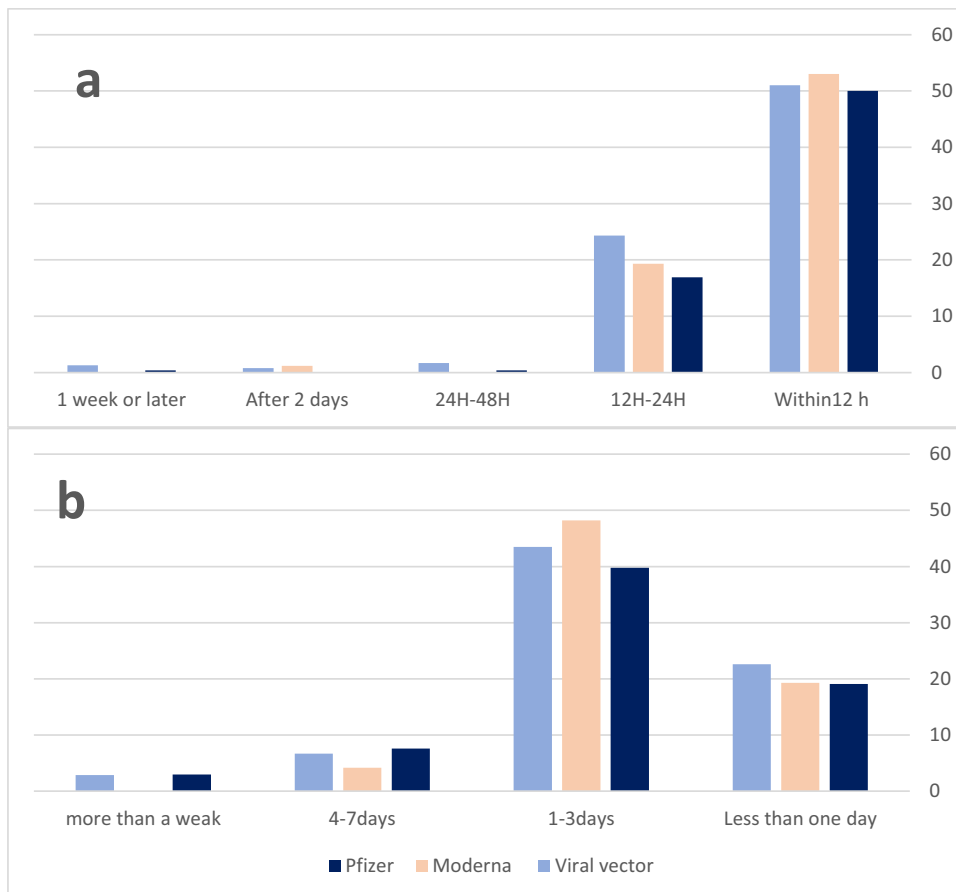 a
60
50
40
30
20
10
0
1 week or later After 2 days 24H-48H 12H-24H Within12 h
b
60
50
40
30
20
10
0
more than a weak 4-7days 1-3days Less than one day
Pfizer Moderna Viral vector